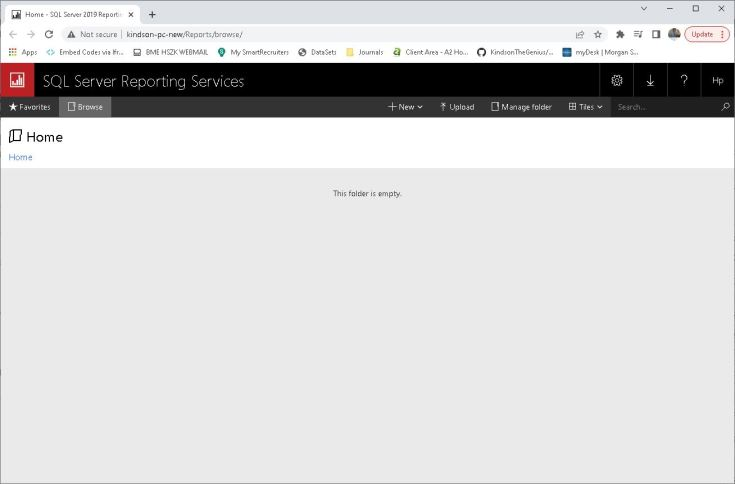 Home - SQL Server 2019 Reportin
Not secure | kindson-pc-new/Reports/browse/
Update
Apps Embed Codes via Ifr... BME HSZK WEBMAIL My SmartRecruiters DataSets Journals Client Area - A2 Ho... KindsonTheGenius/... myDesk | Morgan S...
SQL Server Reporting Services
? Hp
Favorites Browse New Upload Manage folder Tiles Search...
Home
Home
This folder is empty.